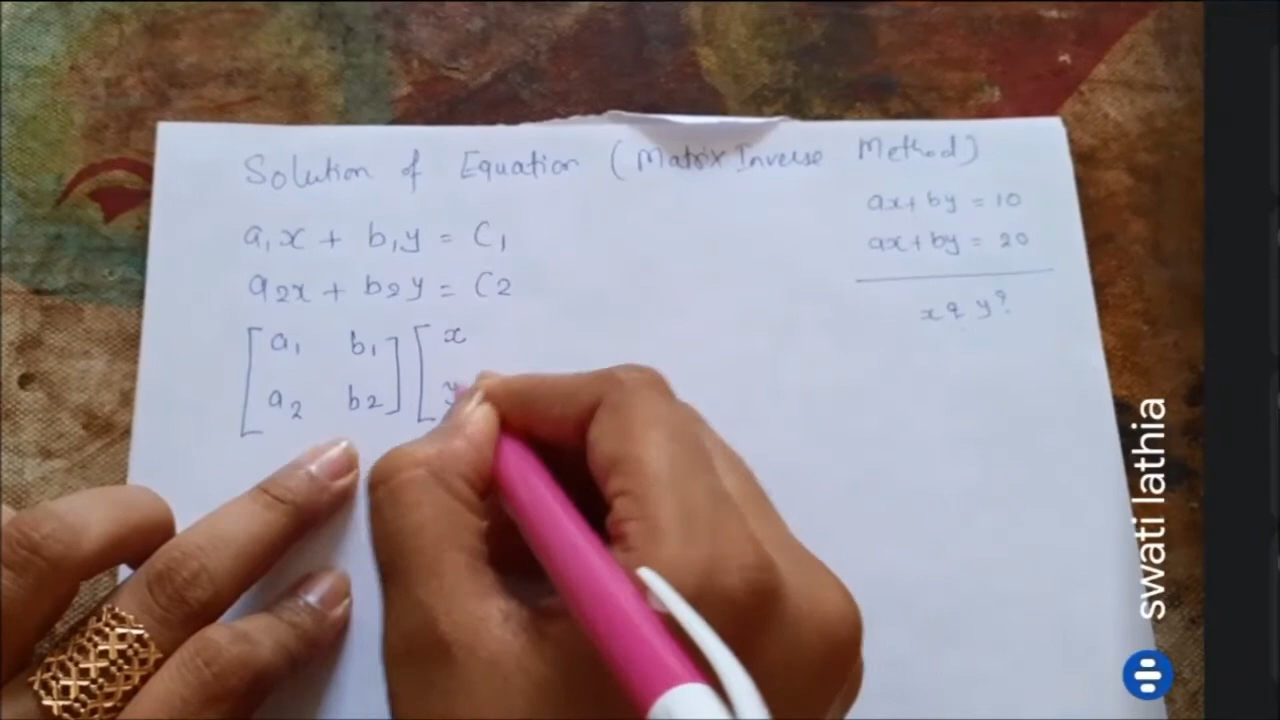 Solution of Equation (Matrix Inverse Method)
a₁x + b₁y = C₁
a₂x + b₂y = C₂
[ a₁ b₁ ] [ x
a₂ b₂ y
ax + by = 10
ax + by = 20
x & y?
swati lathia